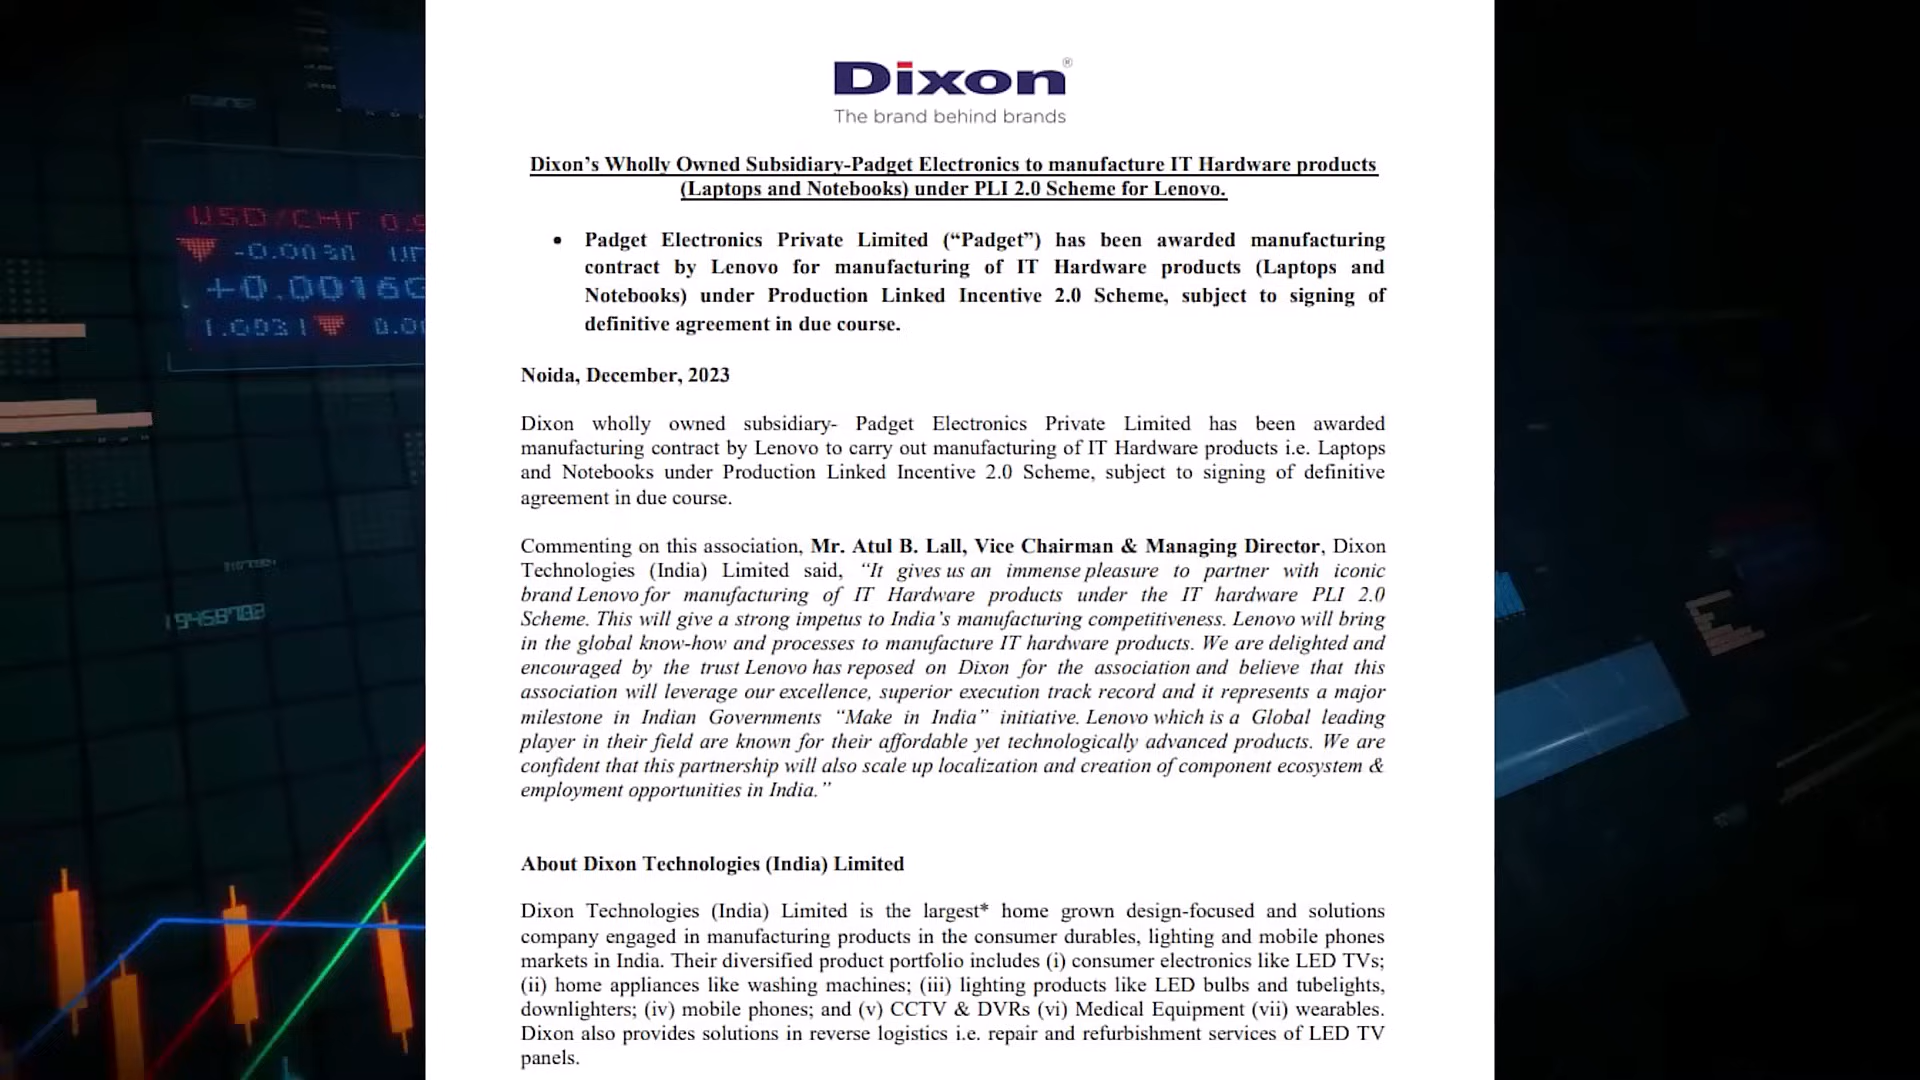 Dixon®
The brand behind brands
Dixon’s Wholly Owned Subsidiary-Padget Electronics to manufacture IT Hardware products
(Laptops and Notebooks) under PLI 2.0 Scheme for Lenovo.
• Padget Electronics Private Limited (“Padget”) has been awarded manufacturing
contract by Lenovo for manufacturing of IT Hardware products (Laptops and
Notebooks) under Production Linked Incentive 2.0 Scheme, subject to signing of
definitive agreement in due course.
Noida, December, 2023
Dixon wholly owned subsidiary- Padget Electronics Private Limited has been awarded
manufacturing contract by Lenovo to carry out manufacturing of IT Hardware products i.e. Laptops
and Notebooks under Production Linked Incentive 2.0 Scheme, subject to signing of definitive
agreement in due course.
Commenting on this association, Mr. Atul B. Lall, Vice Chairman & Managing Director, Dixon
Technologies (India) Limited said, “It gives us an immense pleasure to partner with iconic
brand Lenovo for manufacturing of IT Hardware products under the IT hardware PLI 2.0
Scheme. This will give a strong impetus to India’s manufacturing competitiveness. Lenovo will bring
in the global know-how and processes to manufacture IT hardware products. We are delighted and
encouraged by the trust Lenovo has reposed on Dixon for the association and believe that this
association will leverage our excellence, superior execution track record and it represents a major
milestone in Indian Governments “Make in India” initiative. Lenovo which is a Global leading
player in their field are known for their affordable yet technologically advanced products. We are
confident that this partnership will also scale up localization and creation of component ecosystem &
employment opportunities in India.”
About Dixon Technologies (India) Limited
Dixon Technologies (India) Limited is the largest* home grown design-focused and solutions
company engaged in manufacturing products in the consumer durables, lighting and mobile phones
markets in India. Their diversified product portfolio includes (i) consumer electronics like LED TVs;
(ii) home appliances like washing machines; (iii) lighting products like LED bulbs and tubelights,
downlighters; (iv) mobile phones; and (v) CCTV & DVRs (vi) Medical Equipment (vii) wearables.
Dixon also provides solutions in reverse logistics i.e. repair and refurbishment services of LED TV
panels.
USD/CHF